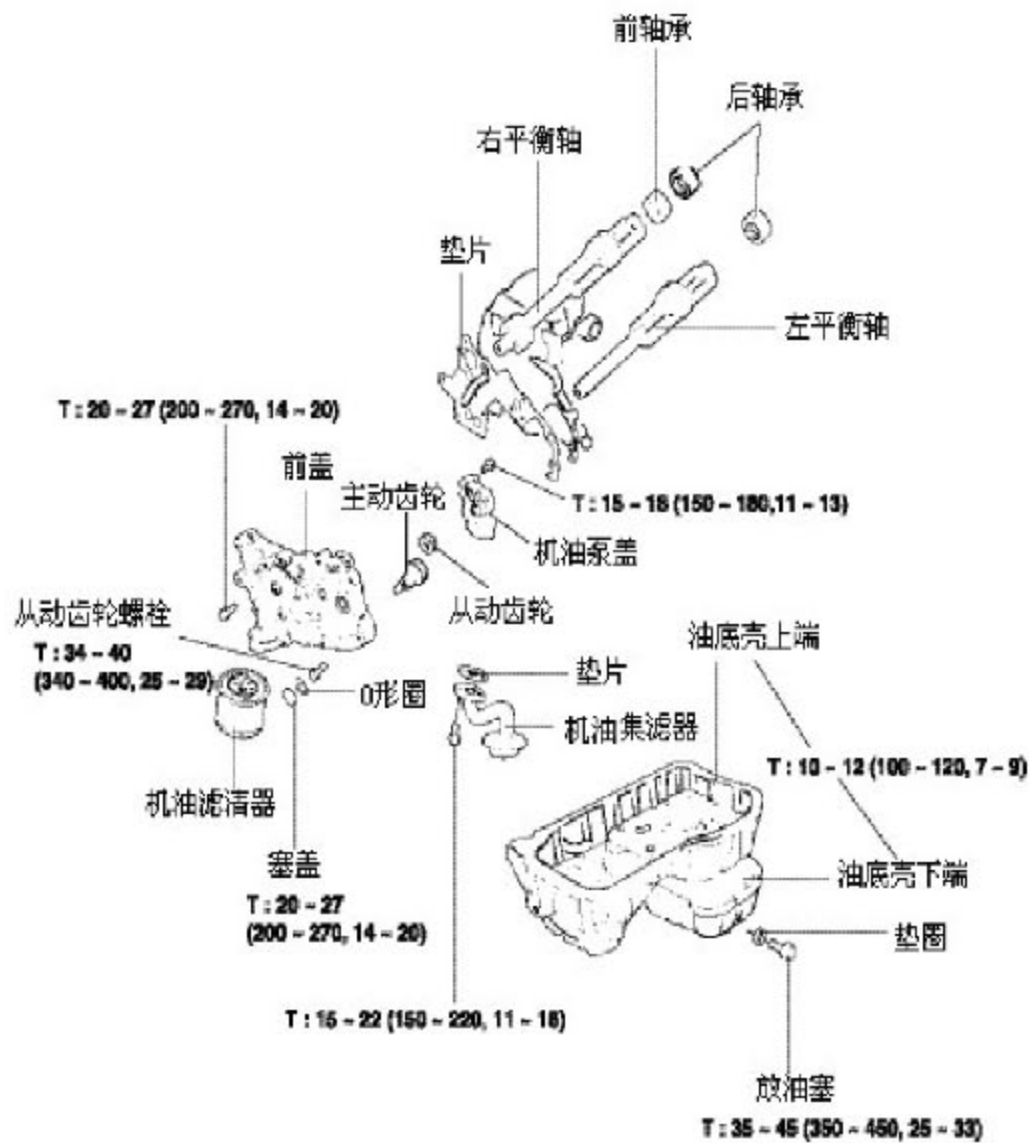 前轴承
后轴承
右平衡轴
垫片
左平衡轴
T : 20 ~ 27 (200 ~ 270, 14 ~ 20)
前盖
主动齿轮
T : 15 ~ 18 (150 ~ 180,11 ~ 13)
机油泵盖
从动齿轮螺栓
从动齿轮
油底壳上端
T : 34 ~ 40
(340 ~ 400, 25 ~ 29)
O形圈
垫片
机油集滤器
T : 10 ~ 12 (100 ~ 120, 7 ~ 9)
机油滤清器
塞盖
油底壳下端
T : 20 ~ 27
(200 ~ 270, 14 ~ 20)
垫圈
T : 15 ~ 22 (150 ~ 220, 11 ~ 16)
放油塞
T : 35 ~ 45 (350 ~ 450, 25 ~ 33)